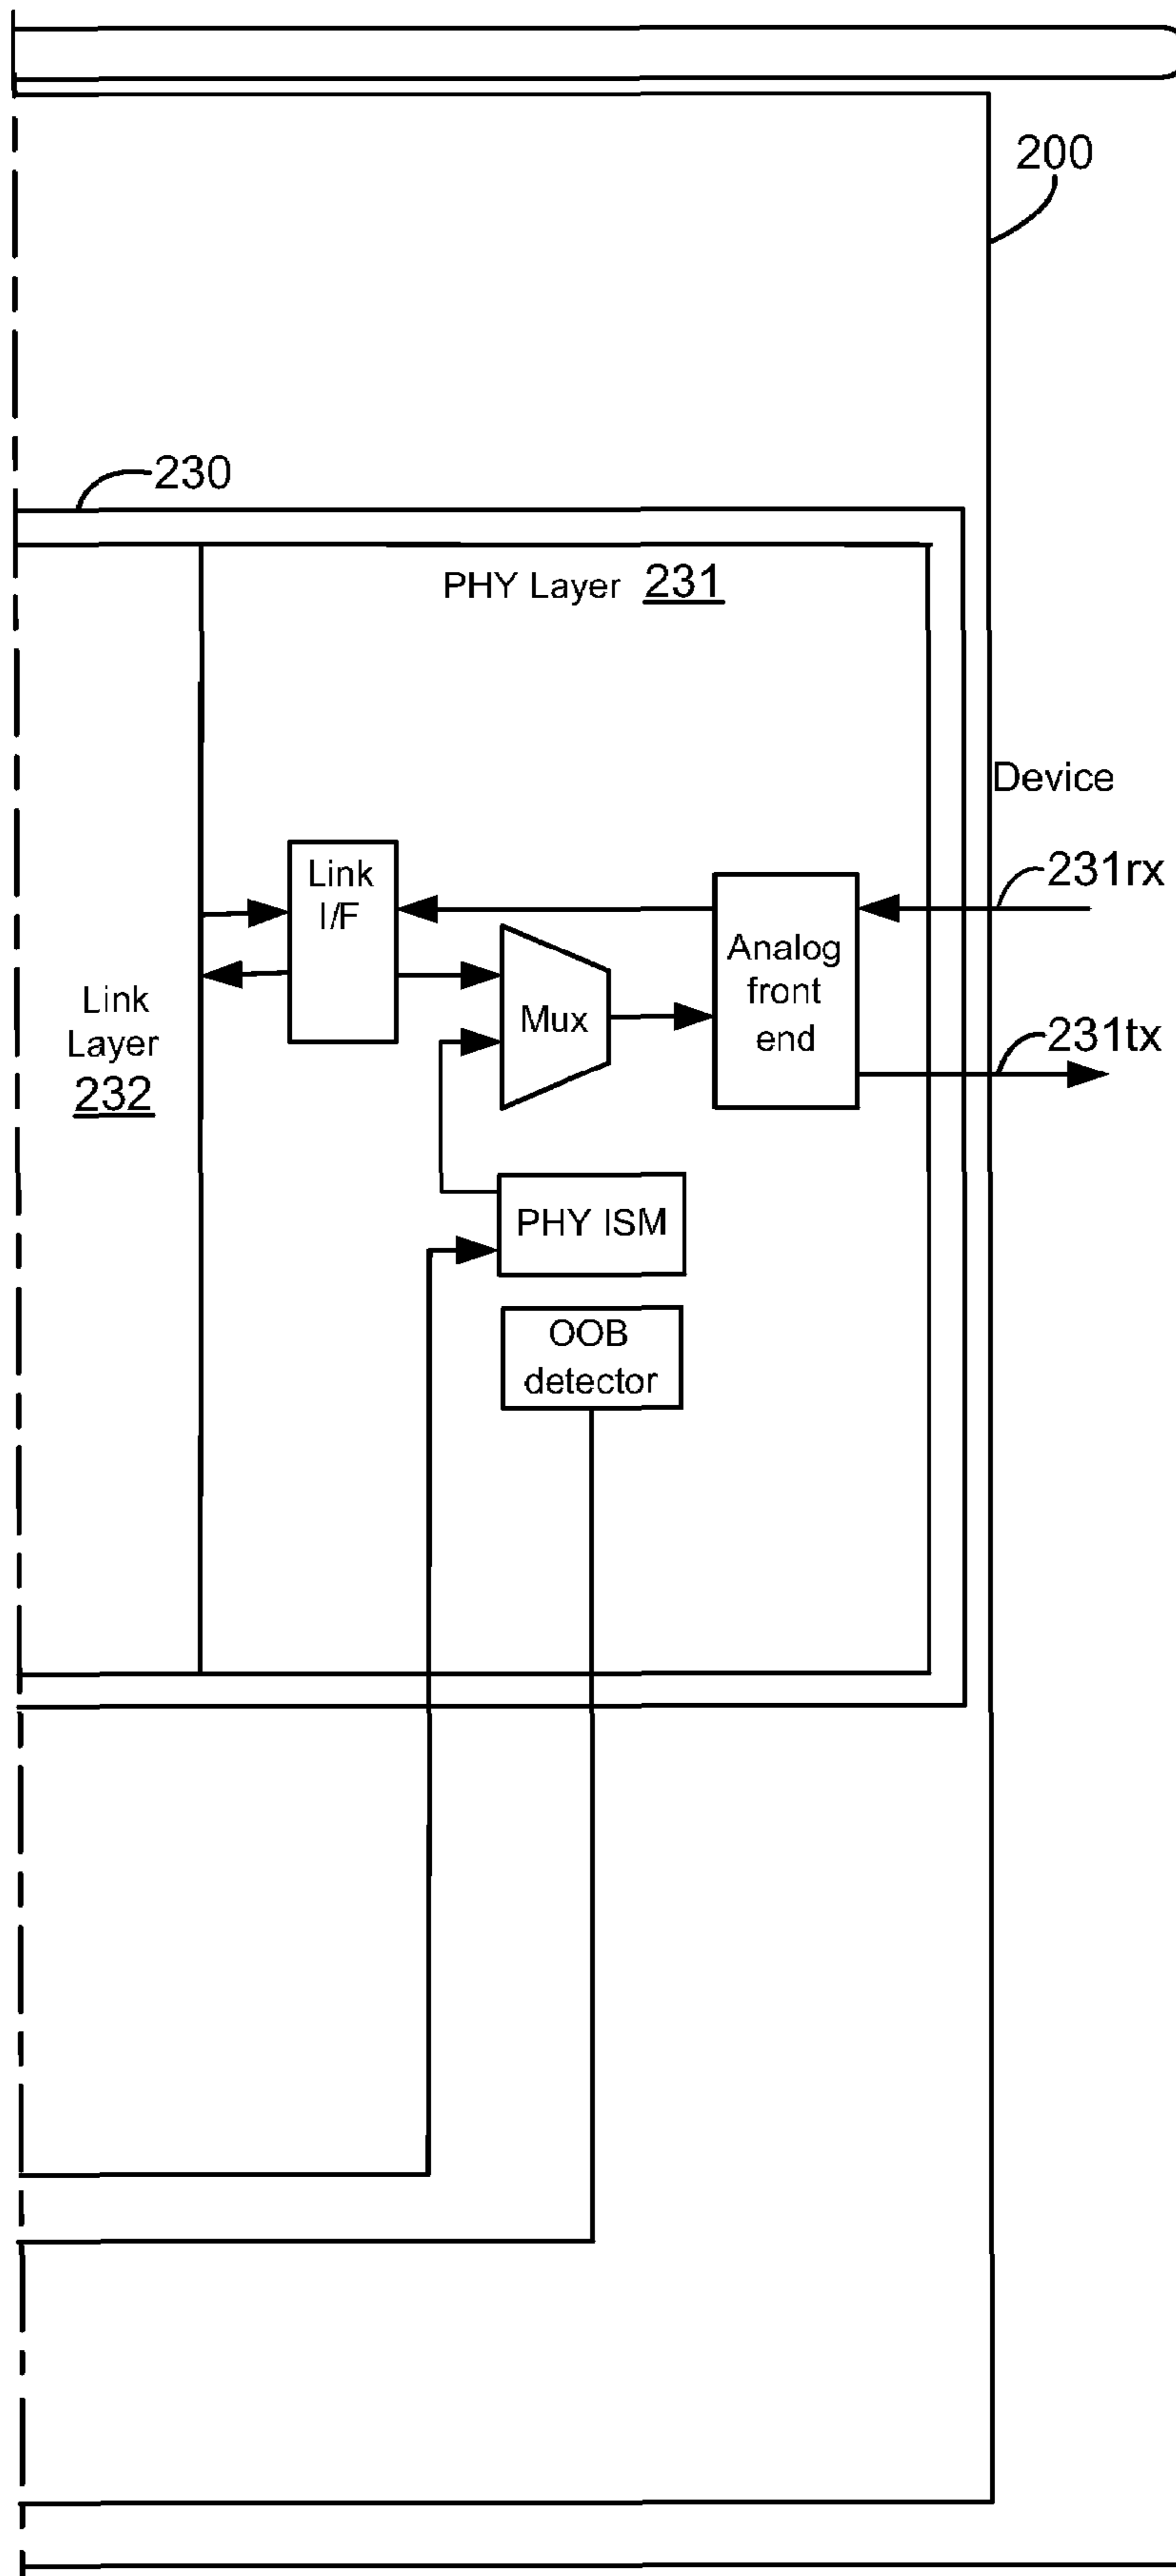 200
230
PHY Layer 231
Device
Link
I/F
231rx
Analog
front
end
Mux
Link
Layer
232
231tx
PHY ISM
OOB
detector